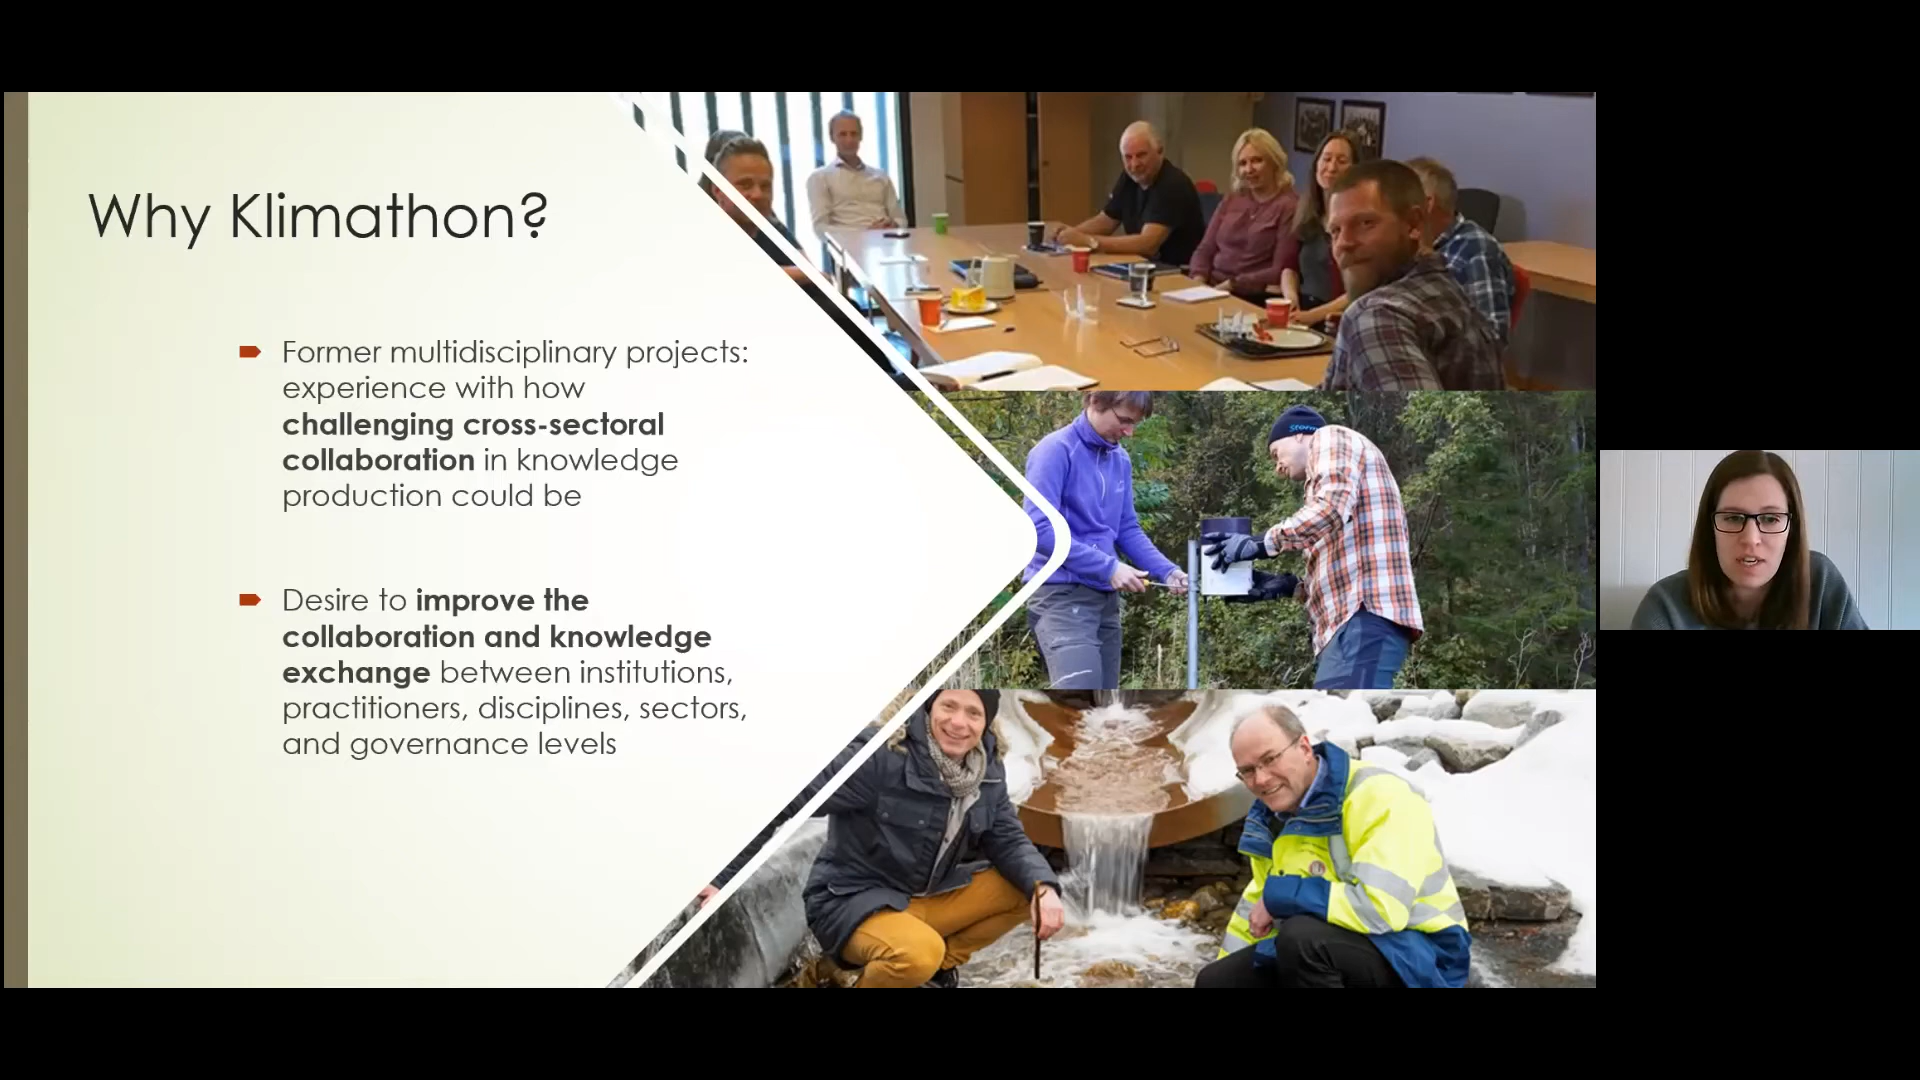 Why Klimathon?
Former multidisciplinary projects:
experience with how
challenging cross-sectoral
collaboration in knowledge
production could be
Desire to improve the
collaboration and knowledge
exchange between institutions,
practitioners, disciplines, sectors,
and governance levels